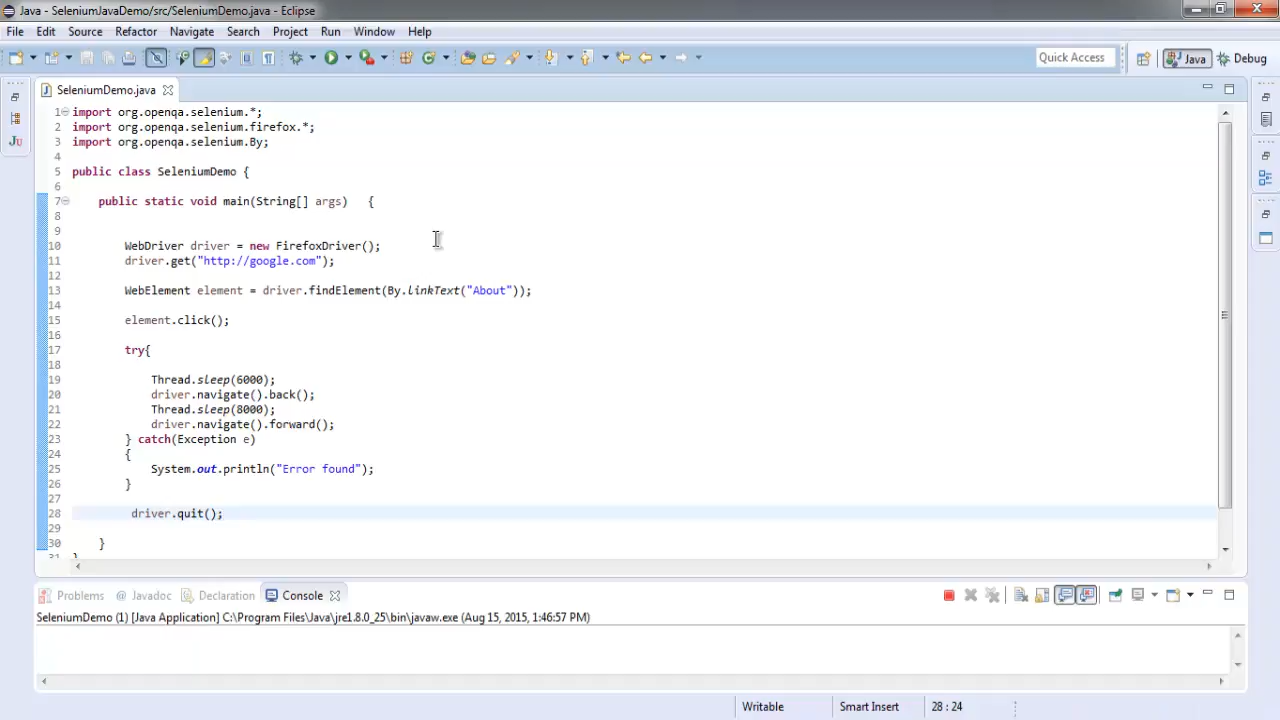 Java - SeleniumJavaDemo/src/SeleniumDemo.java - Eclipse
File Edit Source Refactor Navigate Search Project Run Window Help
Quick Access Java Debug
SeleniumDemo.java
1 import org.openqa.selenium.*;
2 import org.openqa.selenium.firefox.*;
3 import org.openqa.selenium.By;
4
5 public class SeleniumDemo {
6
7 public static void main(String[] args) {
8
9
10 WebDriver driver = new FirefoxDriver();
11 driver.get("http://google.com");
12
13 WebElement element = driver.findElement(By.linkText("About"));
14
15 element.click();
16
17 try{
18
19 Thread.sleep(6000);
20 driver.navigate().back();
21 Thread.sleep(8000);
22 driver.navigate().forward();
23 } catch(Exception e)
24 {
25 System.out.println("Error found");
26 }
27
28 driver.quit();
29
30 }
31 }
Problems @ Javadoc Declaration Console
SeleniumDemo (1) [Java Application] C:\Program Files\Java\jre1.8.0_25\bin\javaw.exe (Aug 15, 2015, 1:46:57 PM)
Writable Smart Insert 28 : 24